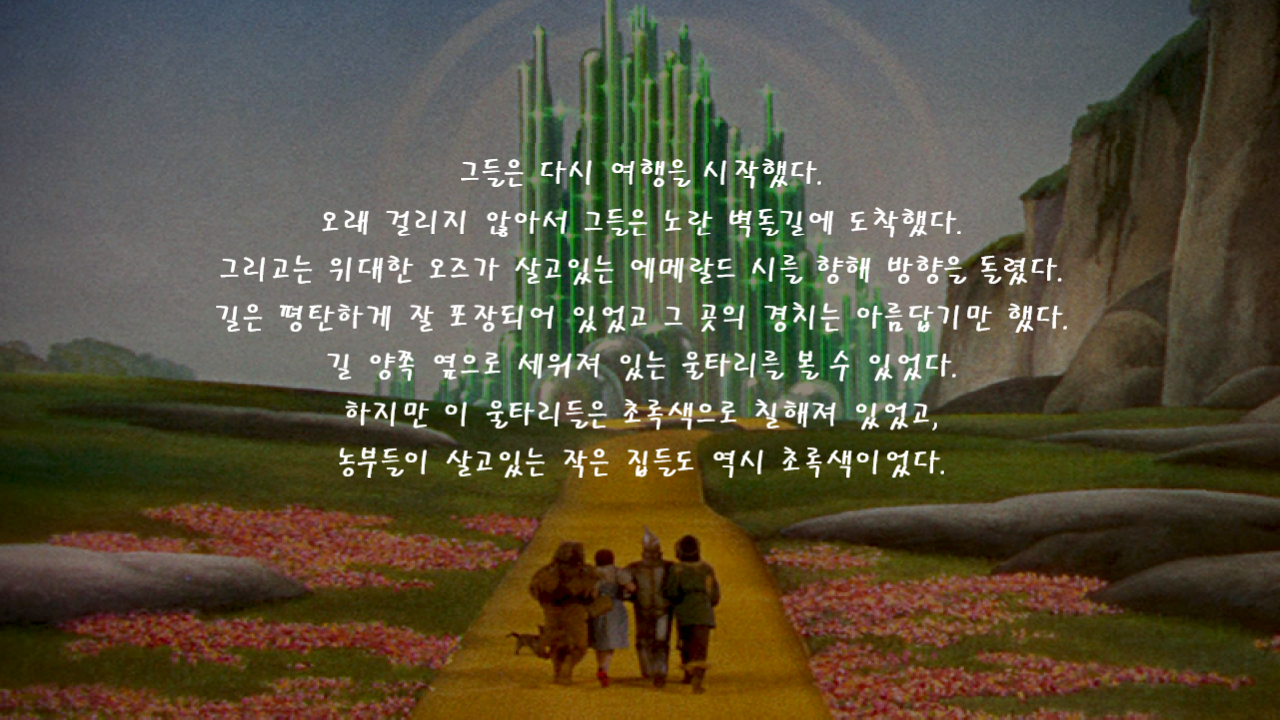 그들은 다시 여행을 시작했다.
오래 걸리지 않아서 그들은 노란 벽돌길에 도착했다.
그리고는 위대한 오즈가 살고있는 에메랄드 시를 향해 방향을 돌렸다.
길은 평탄하게 잘 포장되어 있었고 그 곳의 경치는 아름답기만 했다.
길 양쪽 옆으로 세워져 있는 울타리를 볼 수 있었다.
하지만 이 울타리들은 초록색으로 칠해져 있었고,
농부들이 살고있는 작은 집들도 역시 초록색이었다.